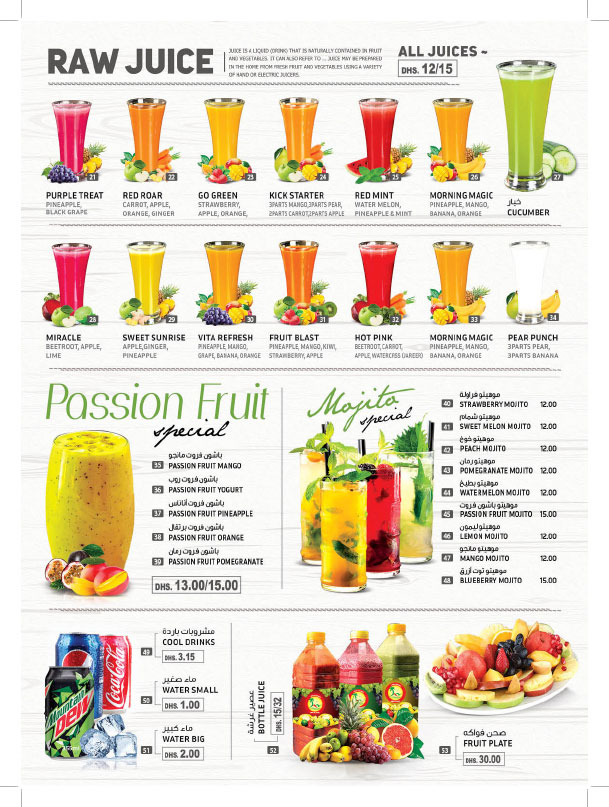 RAW JUICE
JUICE IS A LIQUID (DRINK) THAT IS NATURALLY CONTAINED IN FRUIT
AND VEGETABLES. IT CAN ALSO REFER TO ... JUICE MAY BE PREPARED
IN THE HOME FROM FRESH FRUIT AND VEGETABLES USING A VARIETY
OF HAND OR ELECTRIC JUICERS.
ALL JUICES ~
DHS. 12/15
21
PURPLE TREAT
PINEAPPLE,
BLACK GRAPE
22
RED ROAR
CARROT, APPLE,
ORANGE, GINGER
23
GO GREEN
STRAWBERRY,
APPLE, ORANGE,
24
KICK STARTER
3PARTS MANGO,3PARTS PEAR,
2PARTS CARROT,2PARTS APPLE
25
RED MINT
WATER MELON,
PINEAPPLE & MINT
26
MORNING MAGIC
PINEAPPLE, MANGO,
BANANA, ORANGE
27
خيار
CUCUMBER
28
MIRACLE
BEETROOT, APPLE,
LIME
29
SWEET SUNRISE
APPLE,GINGER,
PINEAPPLE
30
VITA REFRESH
PINEAPPLE, MANGO,
GRAPE, BANANA, ORANGE
31
FRUIT BLAST
PINEAPPLE, MANGO, KIWI,
STRAWBERRY, APPLE
32
HOT PINK
BEETROOT, CARROT,
APPLE, WATERCISS (JAREED)
33
MORNING MAGIC
PINEAPPLE, MANGO,
BANANA, ORANGE
34
PEAR PUNCH
3PARTS PEAR,
3PARTS BANANA
Passion Fruit
special
باشون فروت مانجو
35 PASSION FRUIT MANGO
باشون فروت روب
36 PASSION FRUIT YOGURT
باشون فروت أناناس
37 PASSION FRUIT PINEAPPLE
باشون فروت برتقال
38 PASSION FRUIT ORANGE
باشون فروت رمان
39 PASSION FRUIT POMEGRANATE
DHS. 13.00/15.00
Mojito
special
موهيتو فراولة
40 STRAWBERRY MOJITO 12.00
موهيتو شمام
41 SWEET MELON MOJITO 12.00
موهيتو خوخ
42 PEACH MOJITO 12.00
موهيتو رمان
43 POMEGRANATE MOJITO 12.00
موهيتو بطيخ
44 WATERMELON MOJITO 12.00
موهيتو باشون فروت
45 PASSION FRUIT MOJITO 15.00
موهيتو ليمون
46 LEMON MOJITO 12.00
موهيتو مانجو
47 MANGO MOJITO 12.00
موهيتو توت أزرق
48 BLUEBERRY MOJITO 15.00
pepsi
Coca-Cola
Mountain
Dew
مشروبات باردة
49 COOL DRINKS
DHS. 3.15
ماء صغير
50 WATER SMALL
DHS. 1.00
ماء كبير
51 WATER BIG
DHS. 2.00
BOTTLE JUICE
DHS. 15/32
52
صحن فواكه
53 FRUIT PLATE
DHS. 30.00